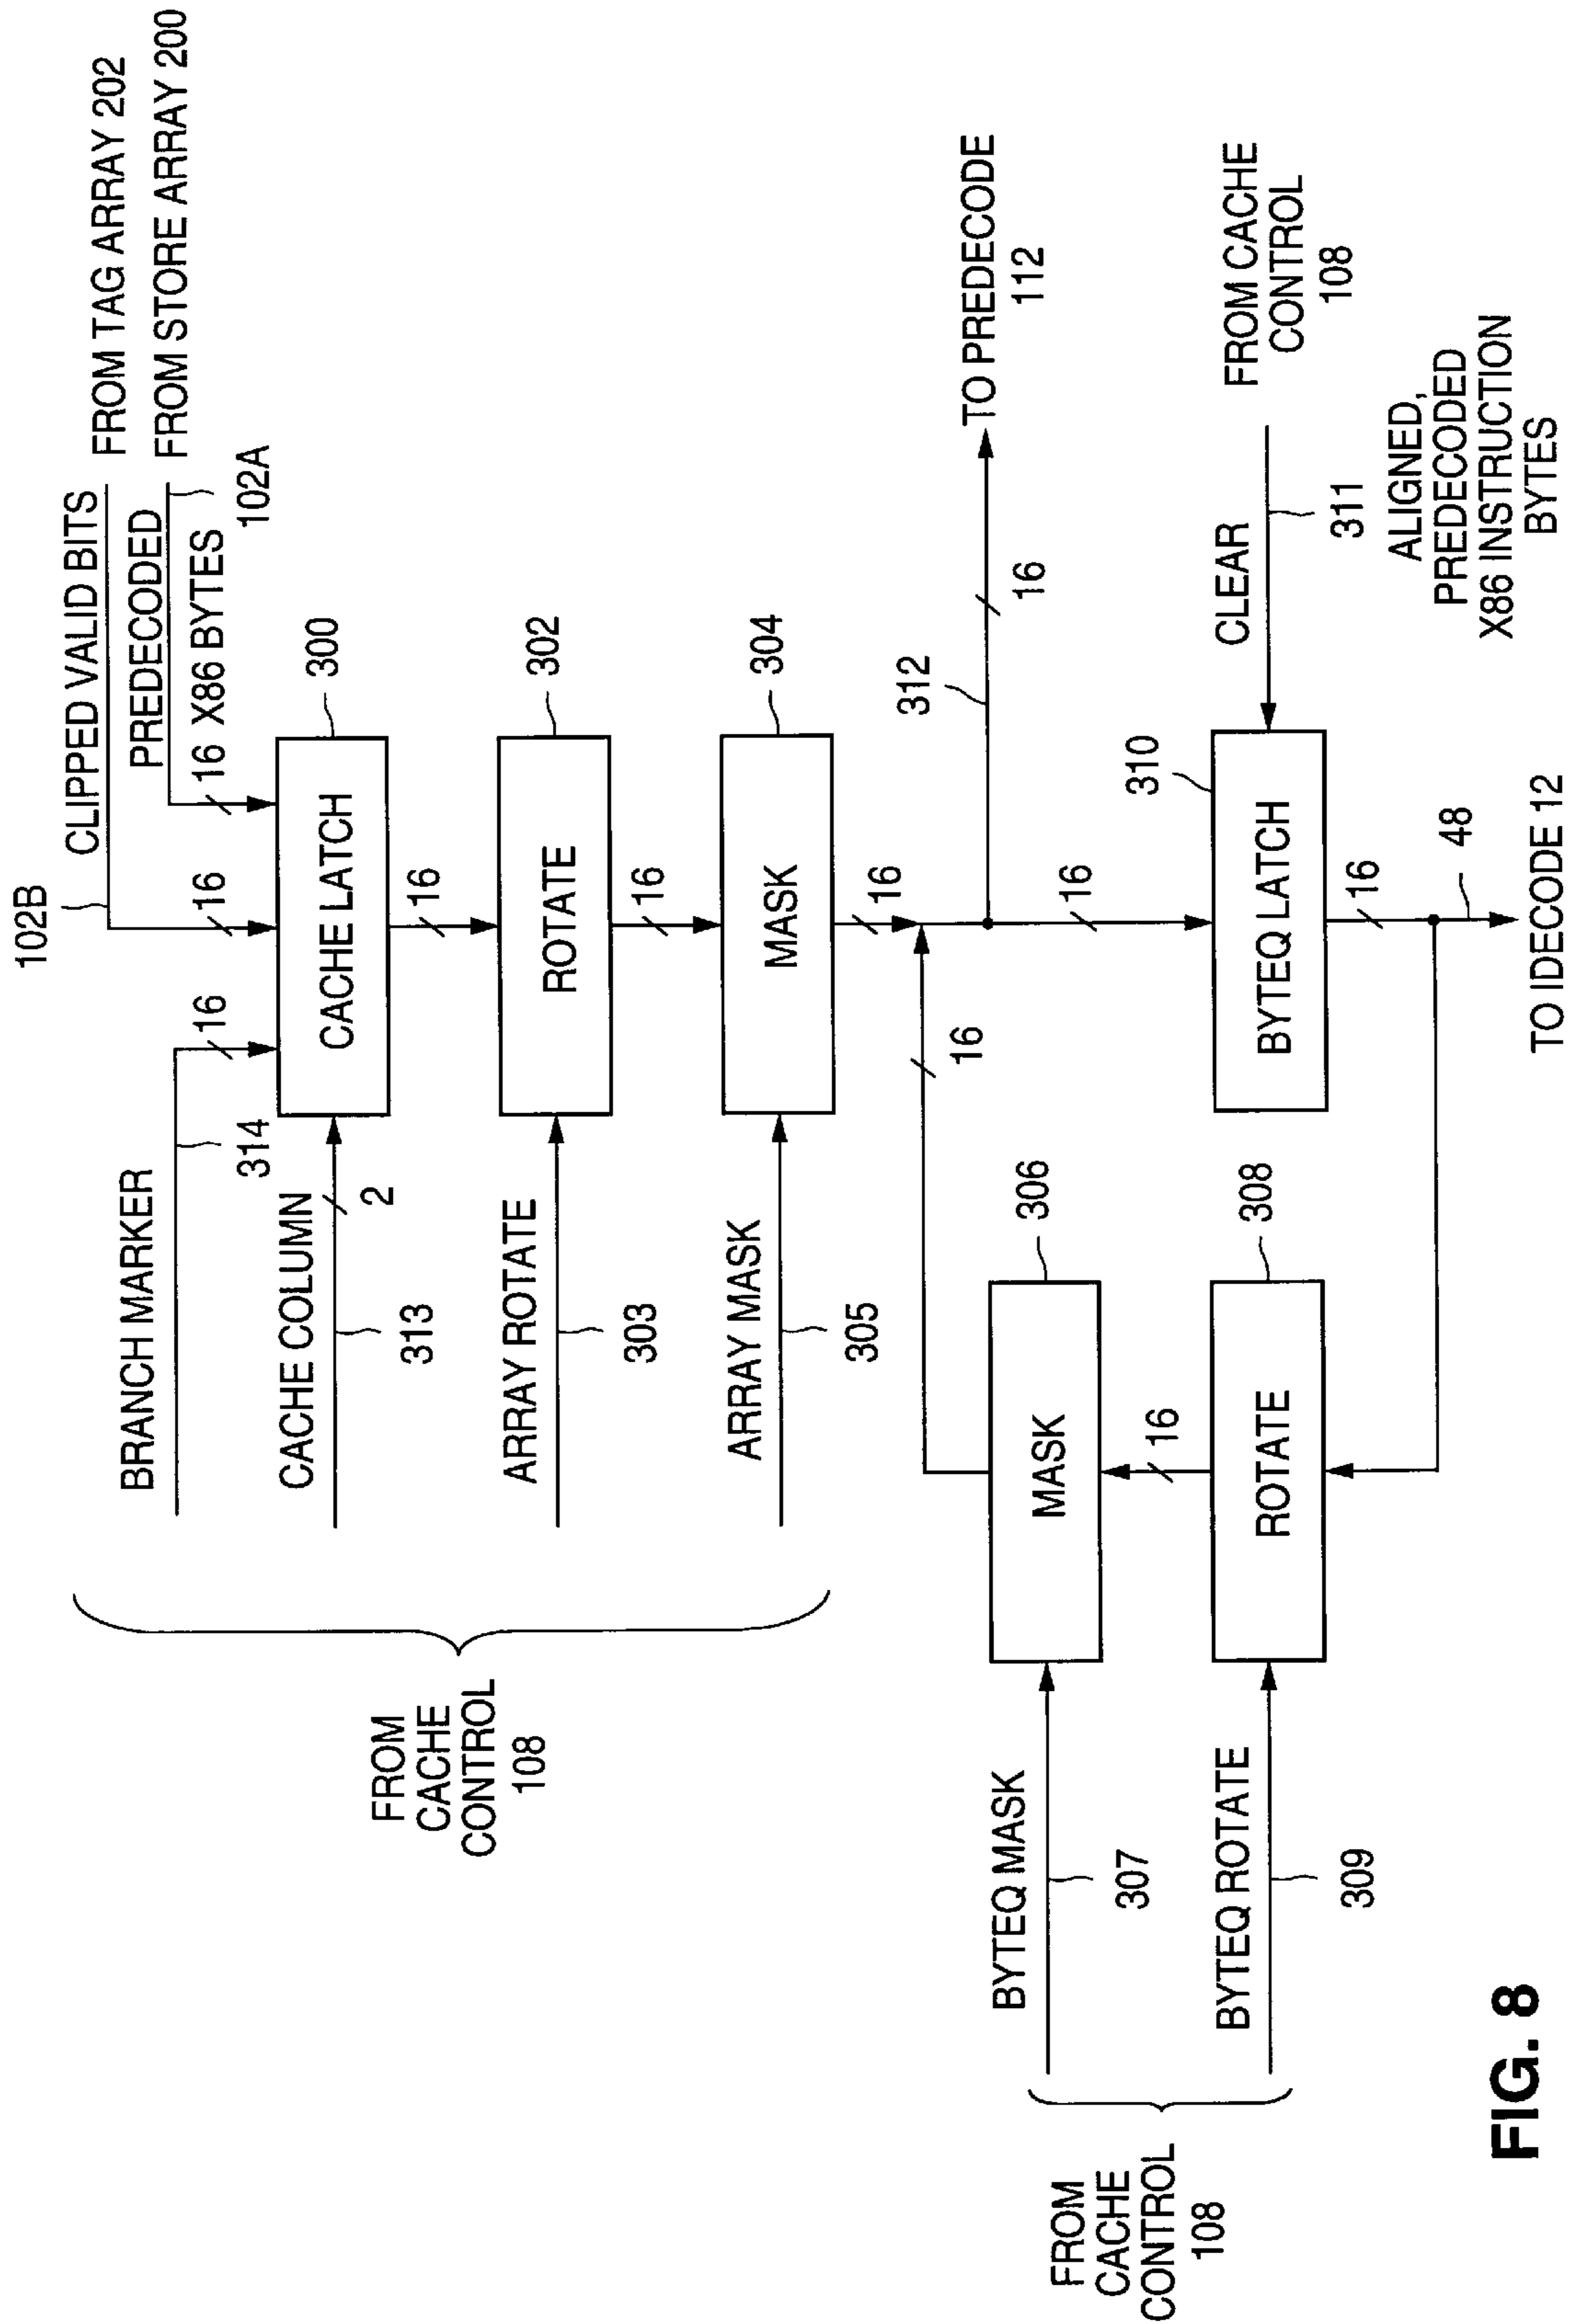 102B
CLIPPED VALID BITS
FROM TAG ARRAY 202
PREDECODED
FROM STORE ARRAY 200
16 X86 BYTES
102A
16
16
BRANCH MARKER
314
CACHE COLUMN
2
313
CACHE LATCH
300
16
ARRAY ROTATE
303
ROTATE
302
16
ARRAY MASK
305
MASK
304
16
FROM
CACHE
CONTROL
108
16
312
16
TO PREDECODE
112
BYTEQ MASK
307
MASK
306
16
16
BYTEQ ROTATE
309
ROTATE
308
BYTEQ LATCH
310
CLEAR
311
FROM CACHE
CONTROL
108
16
48
TO IDECODE 12
ALIGNED,
PREDECODED
X86 INSTRUCTION
BYTES
FROM
CACHE
CONTROL
108
FIG. 8